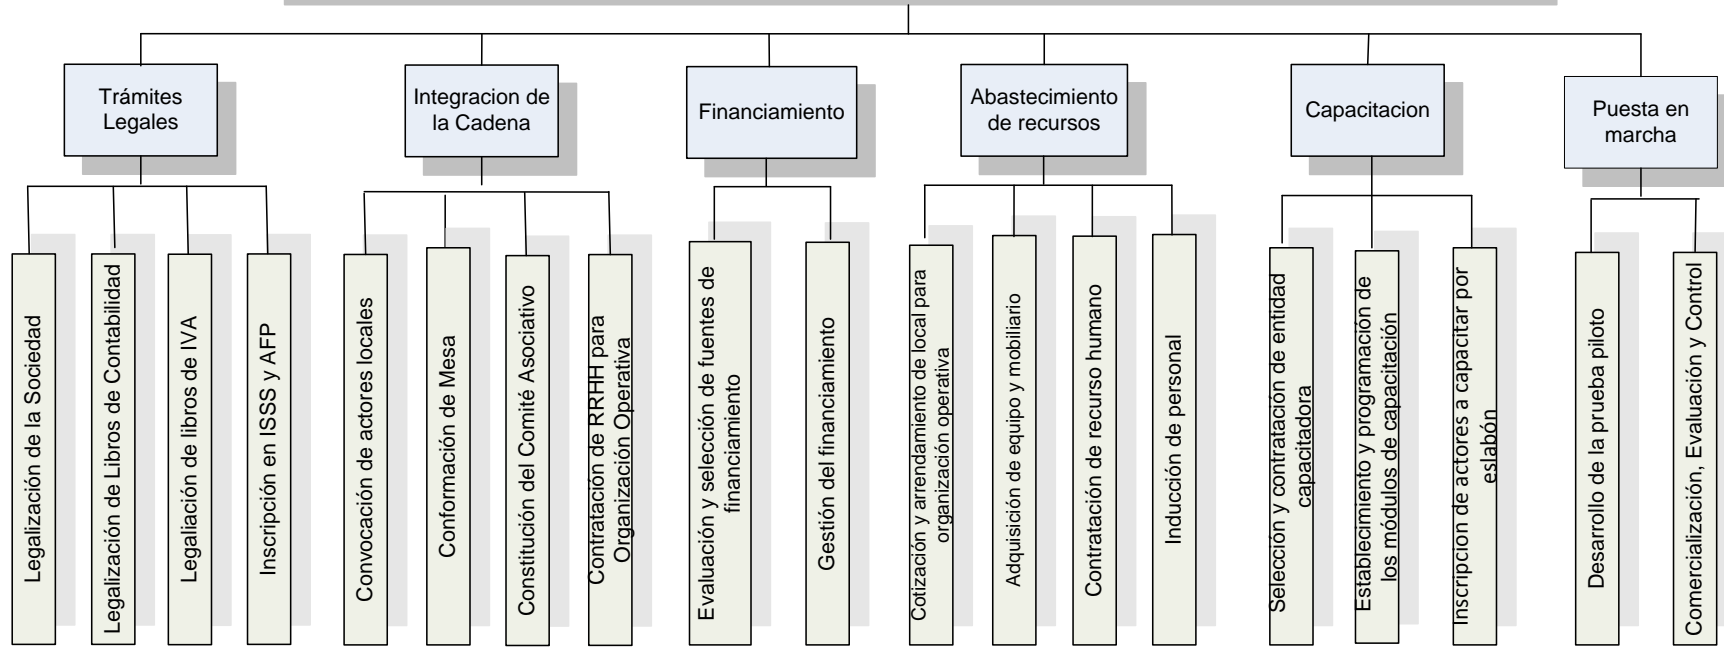 Trámites
Legales
Integracion de
la Cadena
Financiamiento
Abastecimiento
de recursos
Capacitacion
Puesta en
marcha
Legalización de la Sociedad
Legalización de Libros de Contabilidad
Legaliación de libros de IVA
Inscripción en ISSS y AFP
Convocación de actores locales
Conformación de Mesa
Constitución del Comité Asociativo
Contratación de RRHH para
Organización Operativa
Evaluación y selección de fuentes de
financiamiento
Gestión del financiamiento
Cotización y arrendamiento de local para
organización operativa
Adquisición de equipo y mobiliario
Contratación de recurso humano
Inducción de personal
Selección y contratación de entidad
capacitadora
Establecimiento y programación de
los módulos de capacitación
Inscripcion de actores a capacitar por
eslabón
Desarrollo de la prueba piloto
Comercialización, Evaluación y Control